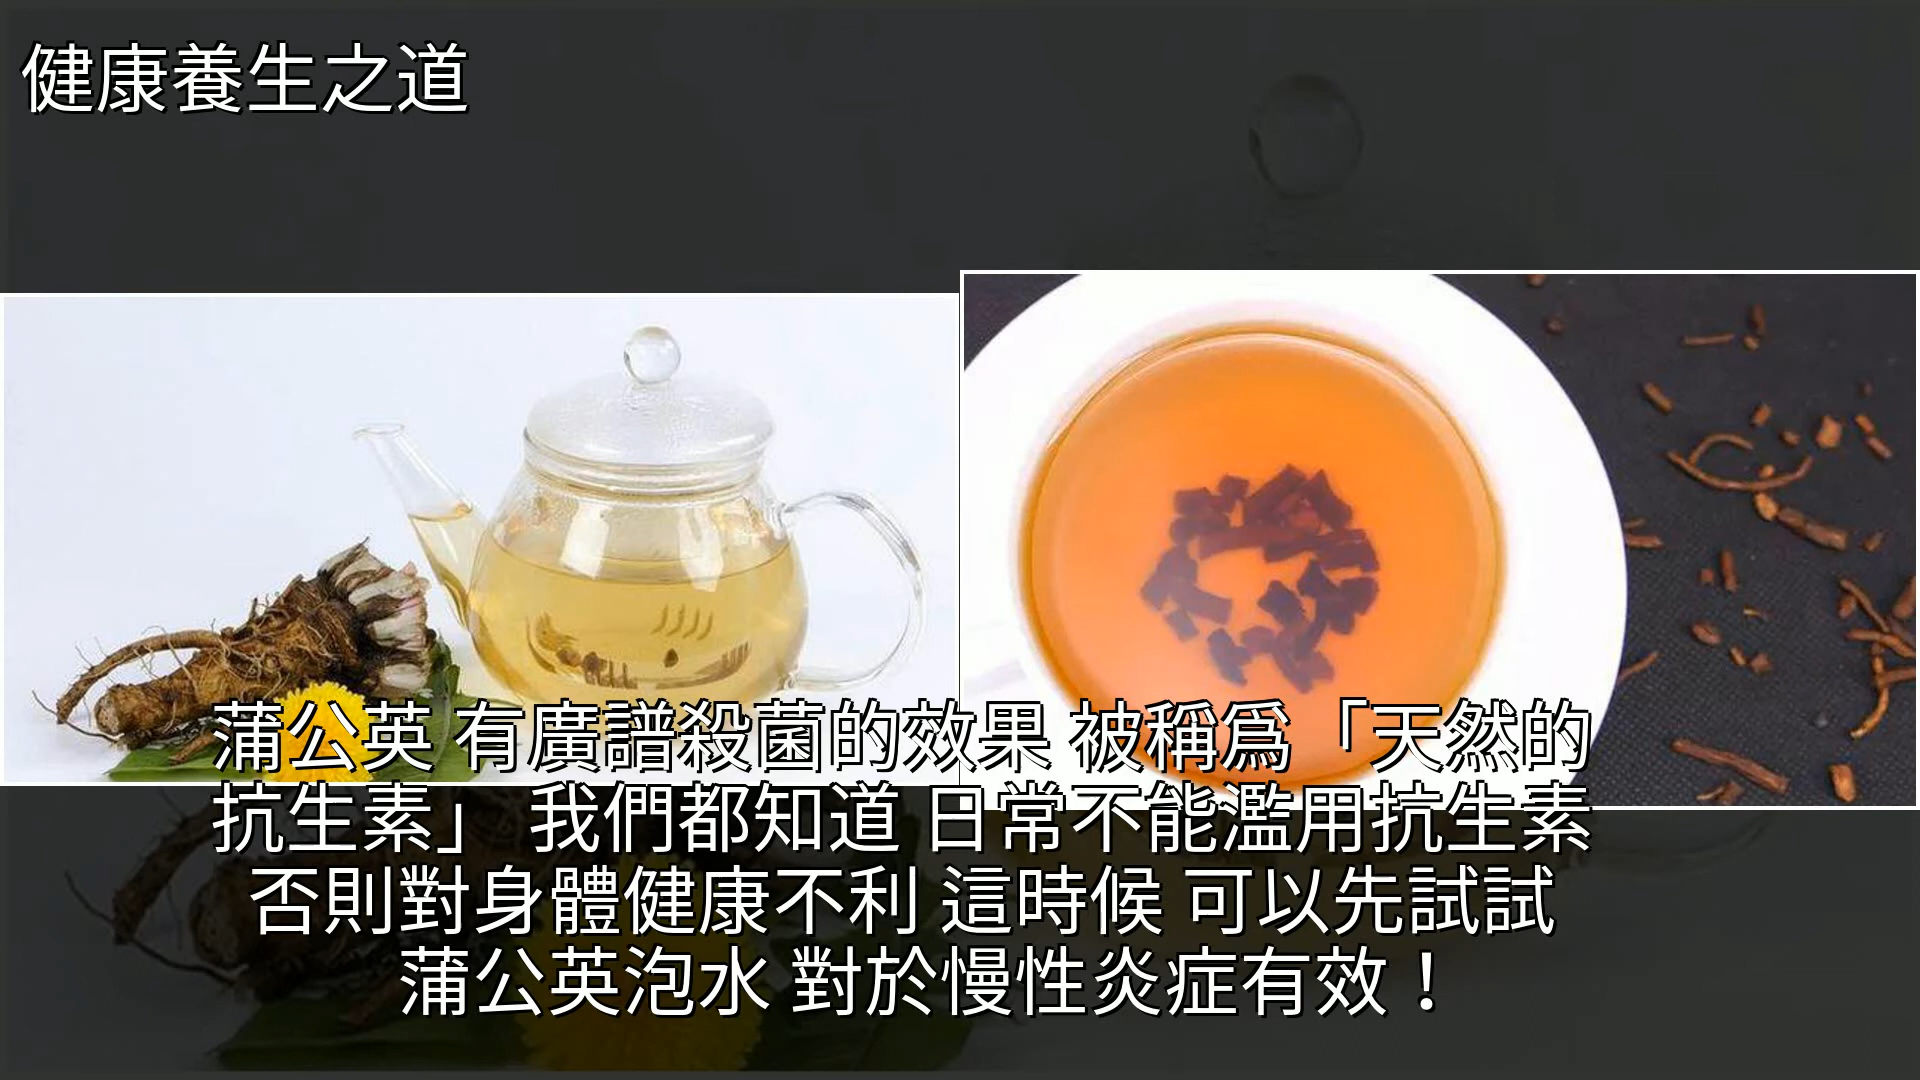 健康養生之道
蒲公英 有廣譜殺菌的效果 被稱爲「天然的
抗生素」 我們都知道 日常不能濫用抗生素
否則對身體健康不利 這時候 可以先試試
蒲公英泡水 對於慢性炎症有效！